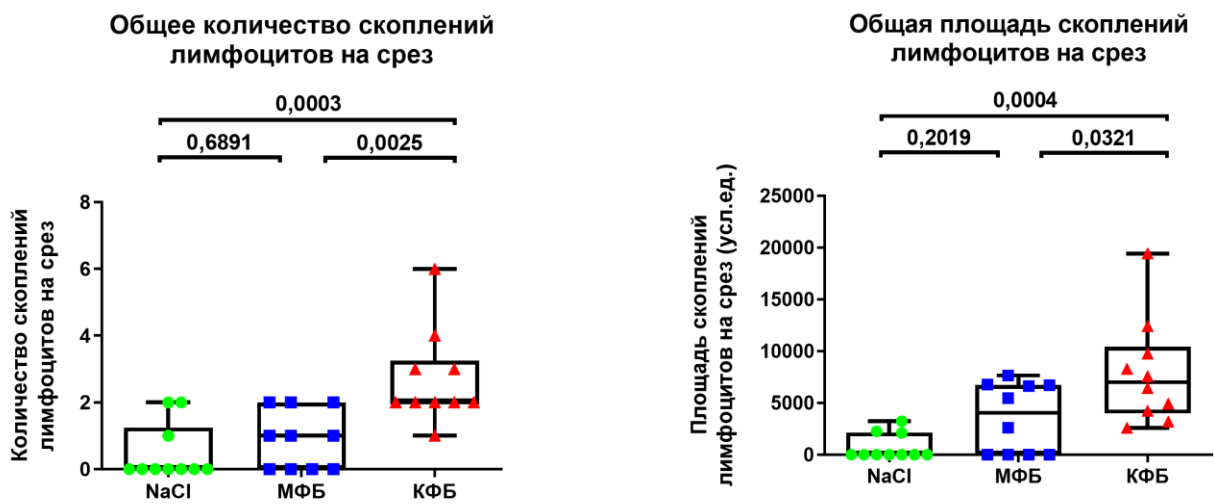 Общее количество скоплений
лимфоцитов на срез
0,0003
0,6891
0,0025
Количество скоплений
лимфоцитов на срез
8
6
4
2
0
NaCl
МФБ
КФБ
Общая площадь скоплений
лимфоцитов на срез
0,0004
0,2019
0,0321
Площадь скоплений
лимфоцитов на срез (усл.ед.)
25000
20000
15000
10000
5000
0
NaCl
МФБ
КФБ